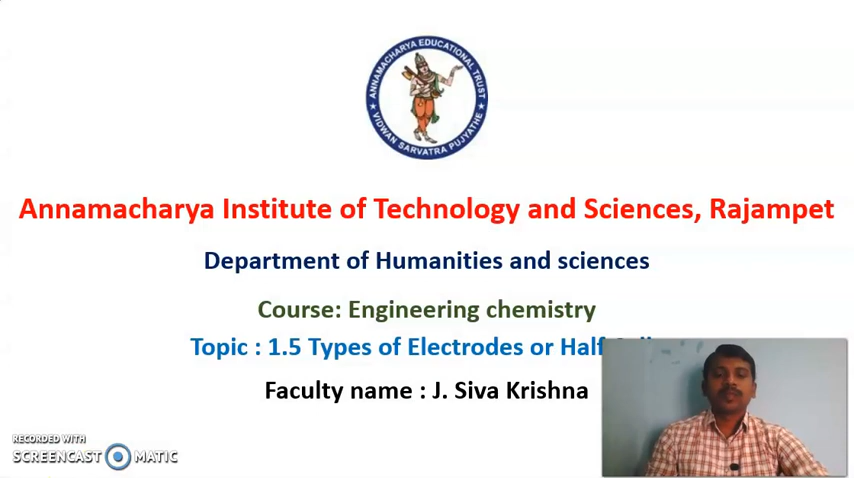 ANNAMACHARYA EDUCATIONAL TRUST
VIDWAN SARVATRA PUJYATHE
Annamacharya Institute of Technology and Sciences, Rajampet
Department of Humanities and sciences
Course: Engineering chemistry
Topic : 1.5 Types of Electrodes or Half
Faculty name : J. Siva Krishna
RECORDED WITH
SCREENCAST MATIC